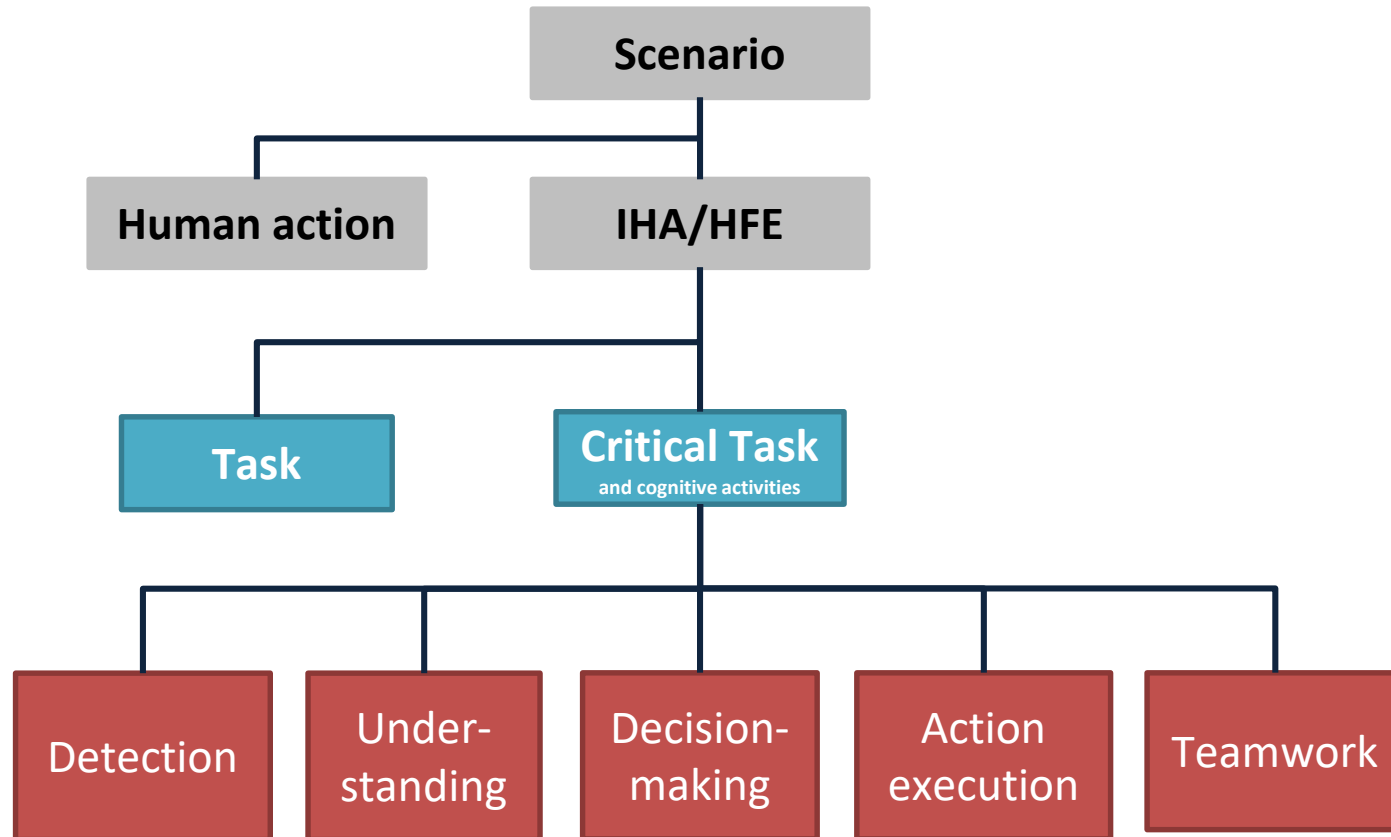 Scenario
Human action
IHA/HFE
Task
Critical Task
and cognitive activities
Detection
Under-
standing
Decision-
making
Action
execution
Teamwork